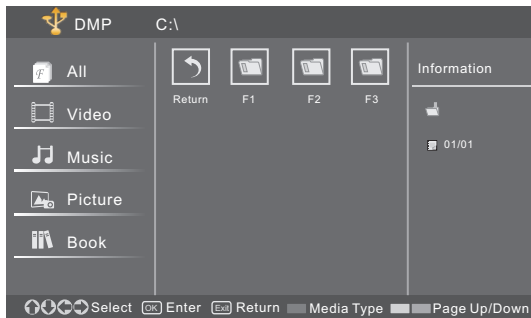 DMP C:\
All
Video
Music
Picture
Book
Return F1 F2 F3
Information
01/01
Select OK Enter Exit Return Media Type Page Up/Down